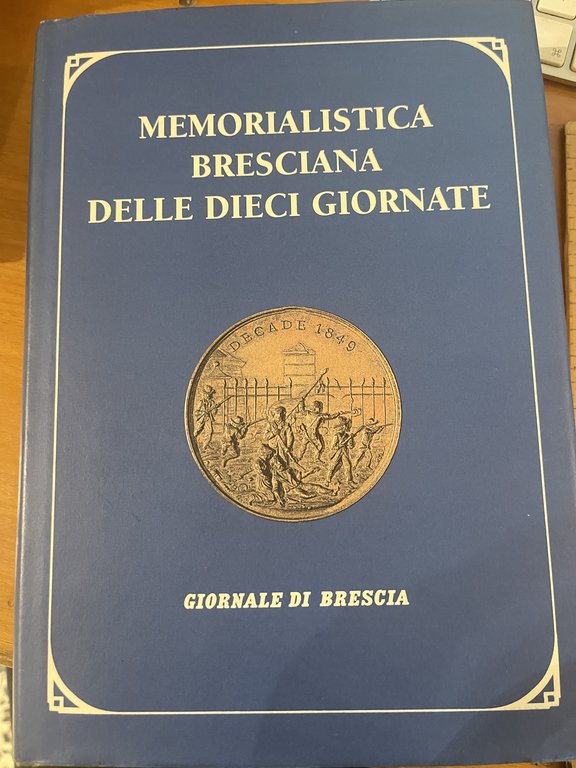 MEMORIALISTICA
BRESCIANA
DELLE DIECI GIORNATE
DECADE 1849
GIORNALE DI BRESCIA